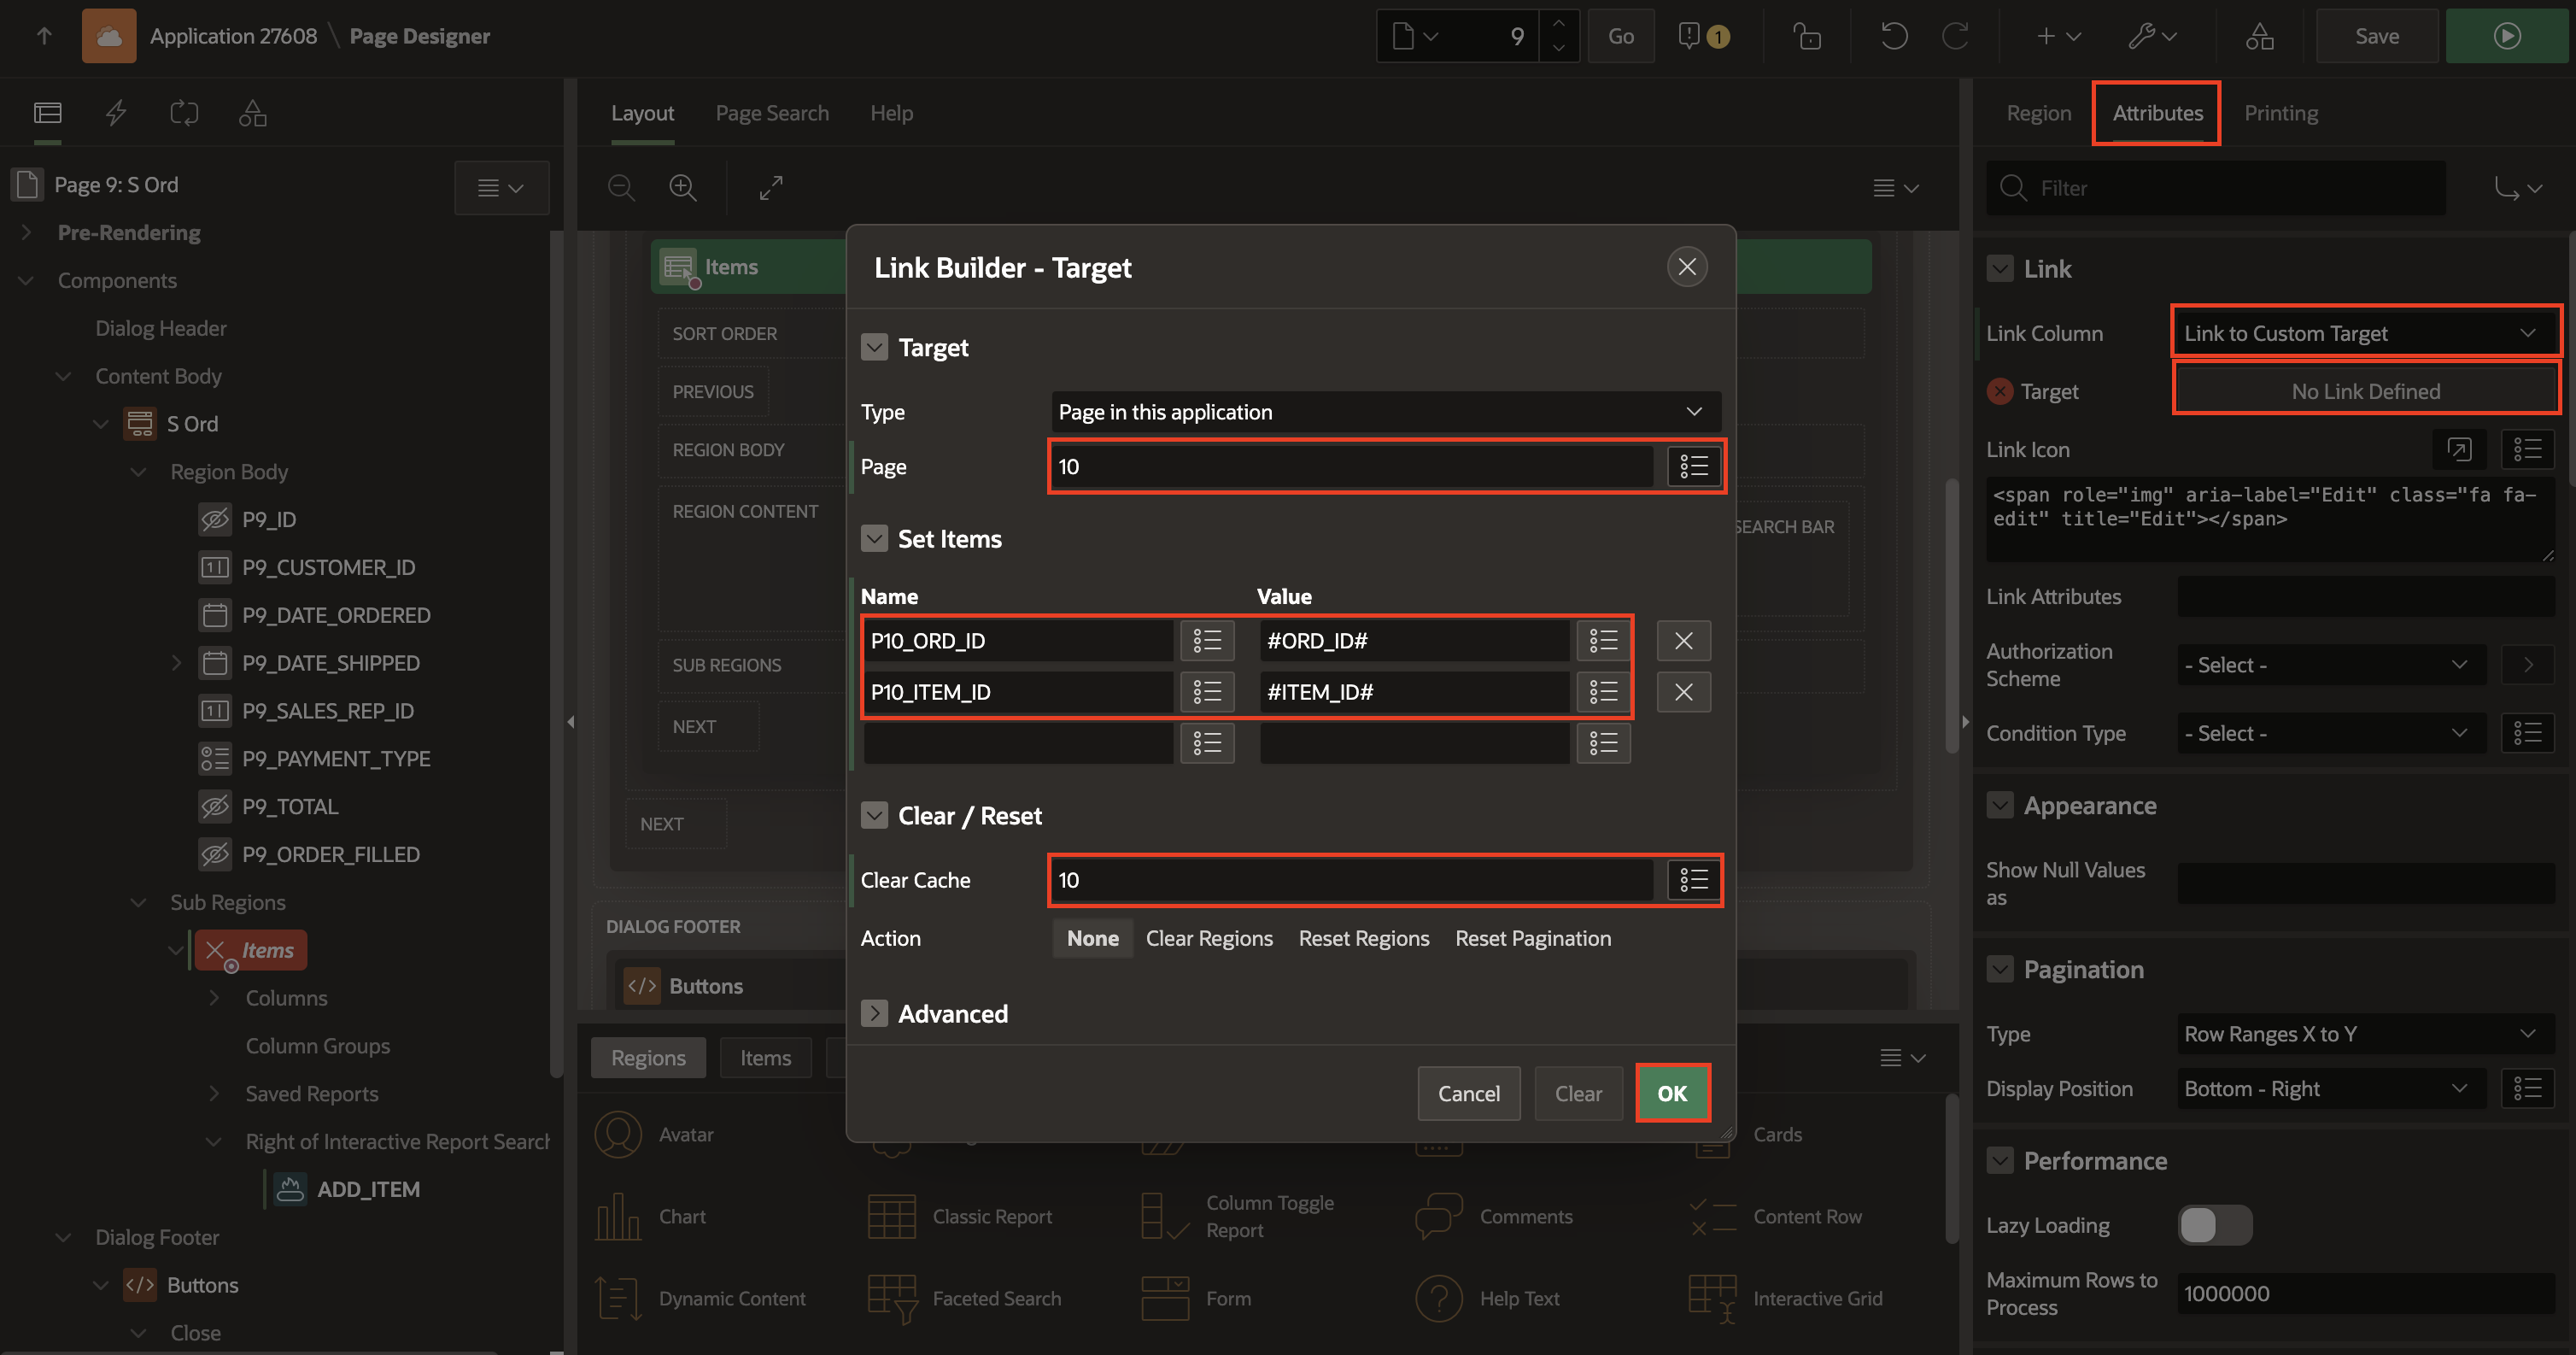 Application 27608 \ Page Designer
9
Go
1
Save
Layout
Page Search
Help
Region
Attributes
Printing
Page 9: S Ord
Pre-Rendering
Components
Dialog Header
Content Body
S Ord
Region Body
P9_ID
P9_CUSTOMER_ID
P9_DATE_ORDERED
P9_DATE_SHIPPED
P9_SALES_REP_ID
P9_PAYMENT_TYPE
P9_TOTAL
P9_ORDER_FILLED
Sub Regions
Items
Columns
Column Groups
Saved Reports
Right of Interactive Report Search
ADD_ITEM
Dialog Footer
Buttons
Close
Items
SORT ORDER
PREVIOUS
REGION BODY
REGION CONTENT
SEARCH BAR
SUB REGIONS
NEXT
NEXT
DIALOG FOOTER
Buttons
Link Builder - Target
Target
Type
Page in this application
Page
10
Set Items
Name
Value
P10_ORD_ID
#ORD_ID#
P10_ITEM_ID
#ITEM_ID#
Clear / Reset
Clear Cache
10
Action
None
Clear Regions
Reset Regions
Reset Pagination
Advanced
Cancel
Clear
OK
Regions
Items
Avatar
Cards
Chart
Classic Report
Column Toggle
Report
Comments
Content Row
Dynamic Content
Faceted Search
Form
Help Text
Interactive Grid
Filter
Link
Link Column
Link to Custom Target
Target
No Link Defined
Link Icon
<span role="img" aria-label="Edit" class="fa fa-
edit" title="Edit"></span>
Link Attributes
Authorization
Scheme
- Select -
Condition Type
- Select -
Appearance
Show Null Values
as
Pagination
Type
Row Ranges X to Y
Display Position
Bottom - Right
Performance
Lazy Loading
Maximum Rows to
Process
1000000